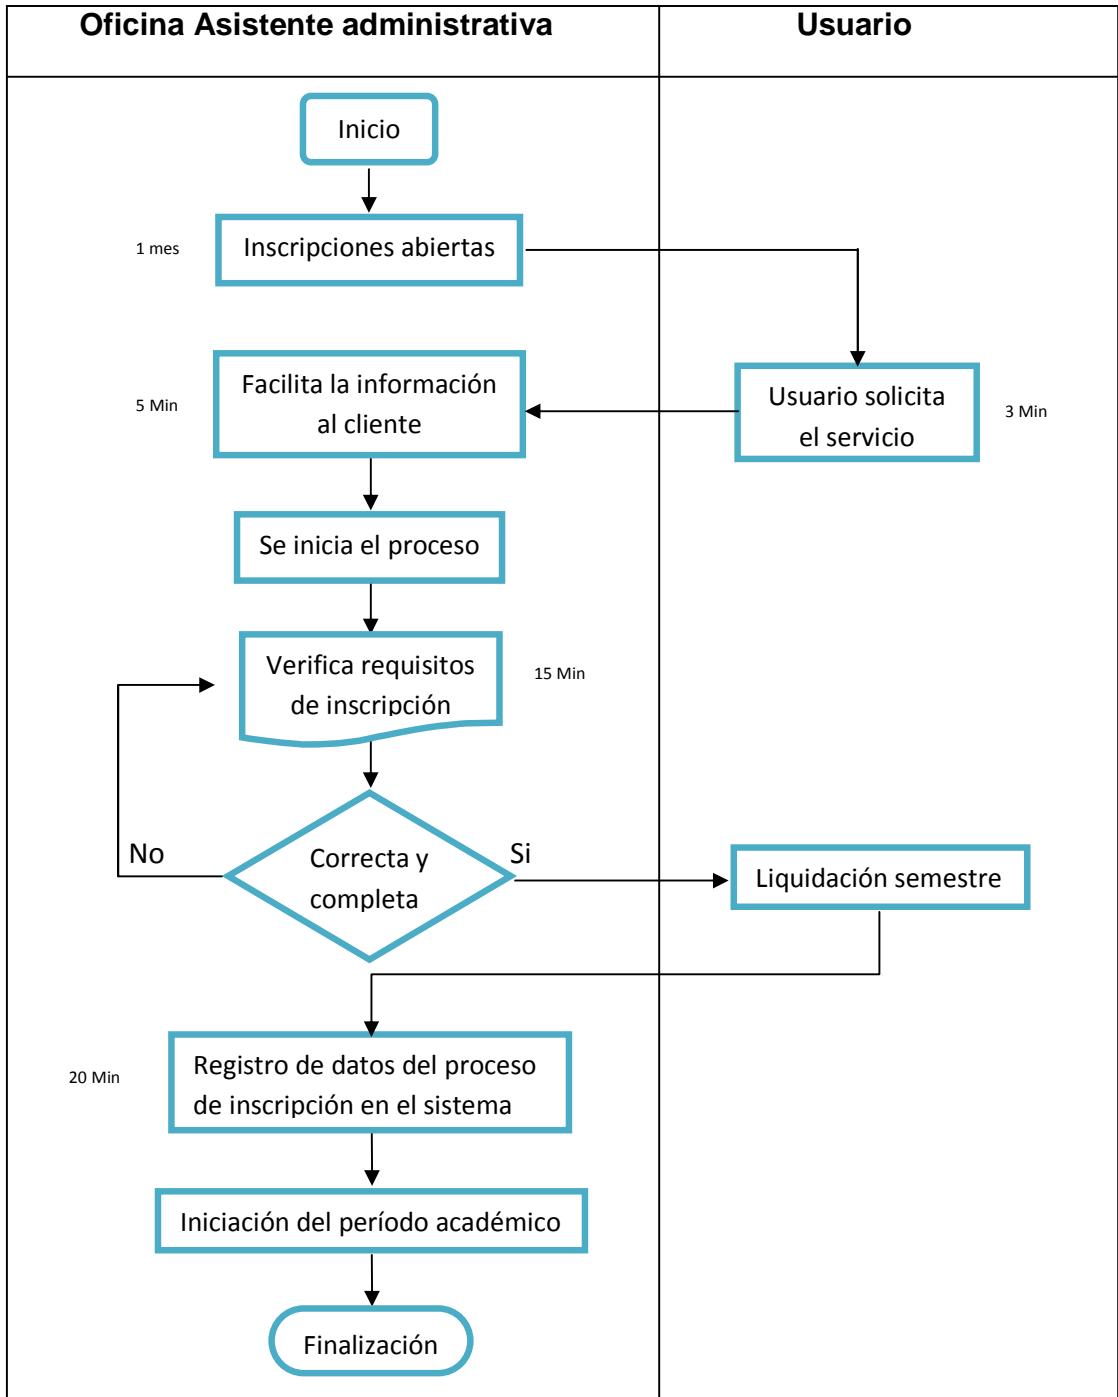 Oficina Asistente administrativa
Usuario
Inicio
1 mes
Inscripciones abiertas
5 Min
Facilita la información
al cliente
Usuario solicita
el servicio
3 Min
Se inicia el proceso
Verifica requisitos
de inscripción
15 Min
No
Correcta y
completa
Si
Liquidación semestre
20 Min
Registro de datos del proceso
de inscripción en el sistema
Iniciación del período académico
Finalización